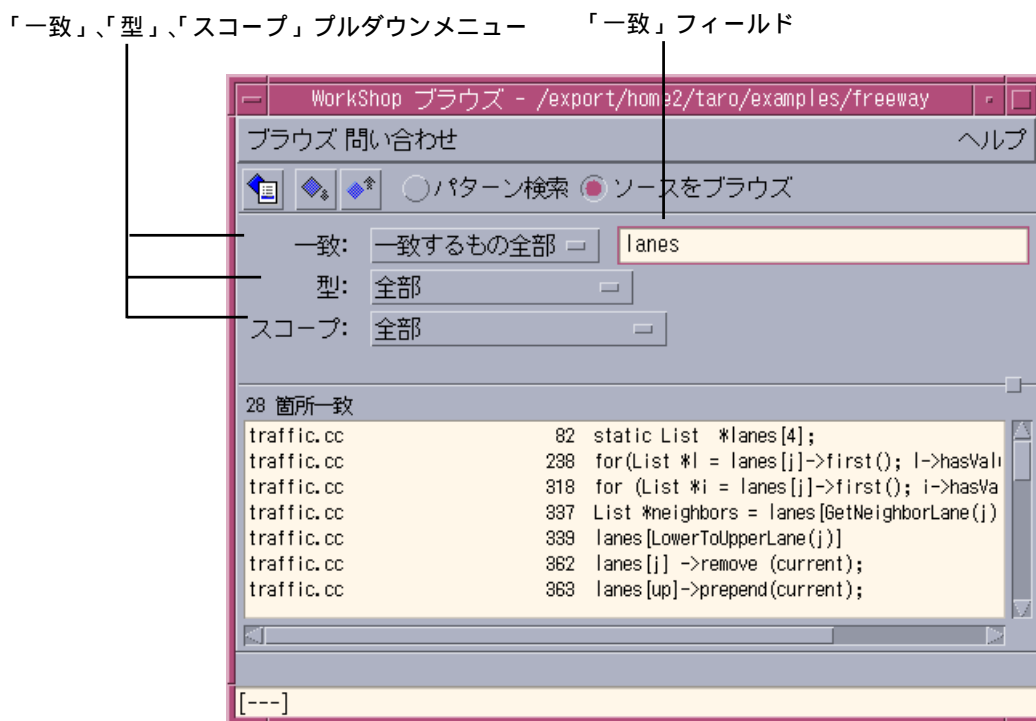 「一致」、「型」、「スコープ」プルダウンメニュー 「一致」フィールド
WorkShop ブラウズ - /export/home2/taro/examples/freeway
ブラウズ 問い合わせ ヘルプ
パターン検索 ソースをブラウズ
一致: 一致するもの全部 lanes
型: 全部
スコープ: 全部
28 箇所一致
traffic.cc 82 static List *lanes[4];
traffic.cc 238 for(List *l = lanes[j]->first(); l->hasValu
traffic.cc 318 for (List *i = lanes[j]->first(); i->hasVa
traffic.cc 337 List *neighbors = lanes[GetNeighborLane(j)
traffic.cc 339 lanes[LowerToUpperLane(j)]
traffic.cc 362 lanes[j] ->remove (current);
traffic.cc 363 lanes[up]->prepend(current);
[---]